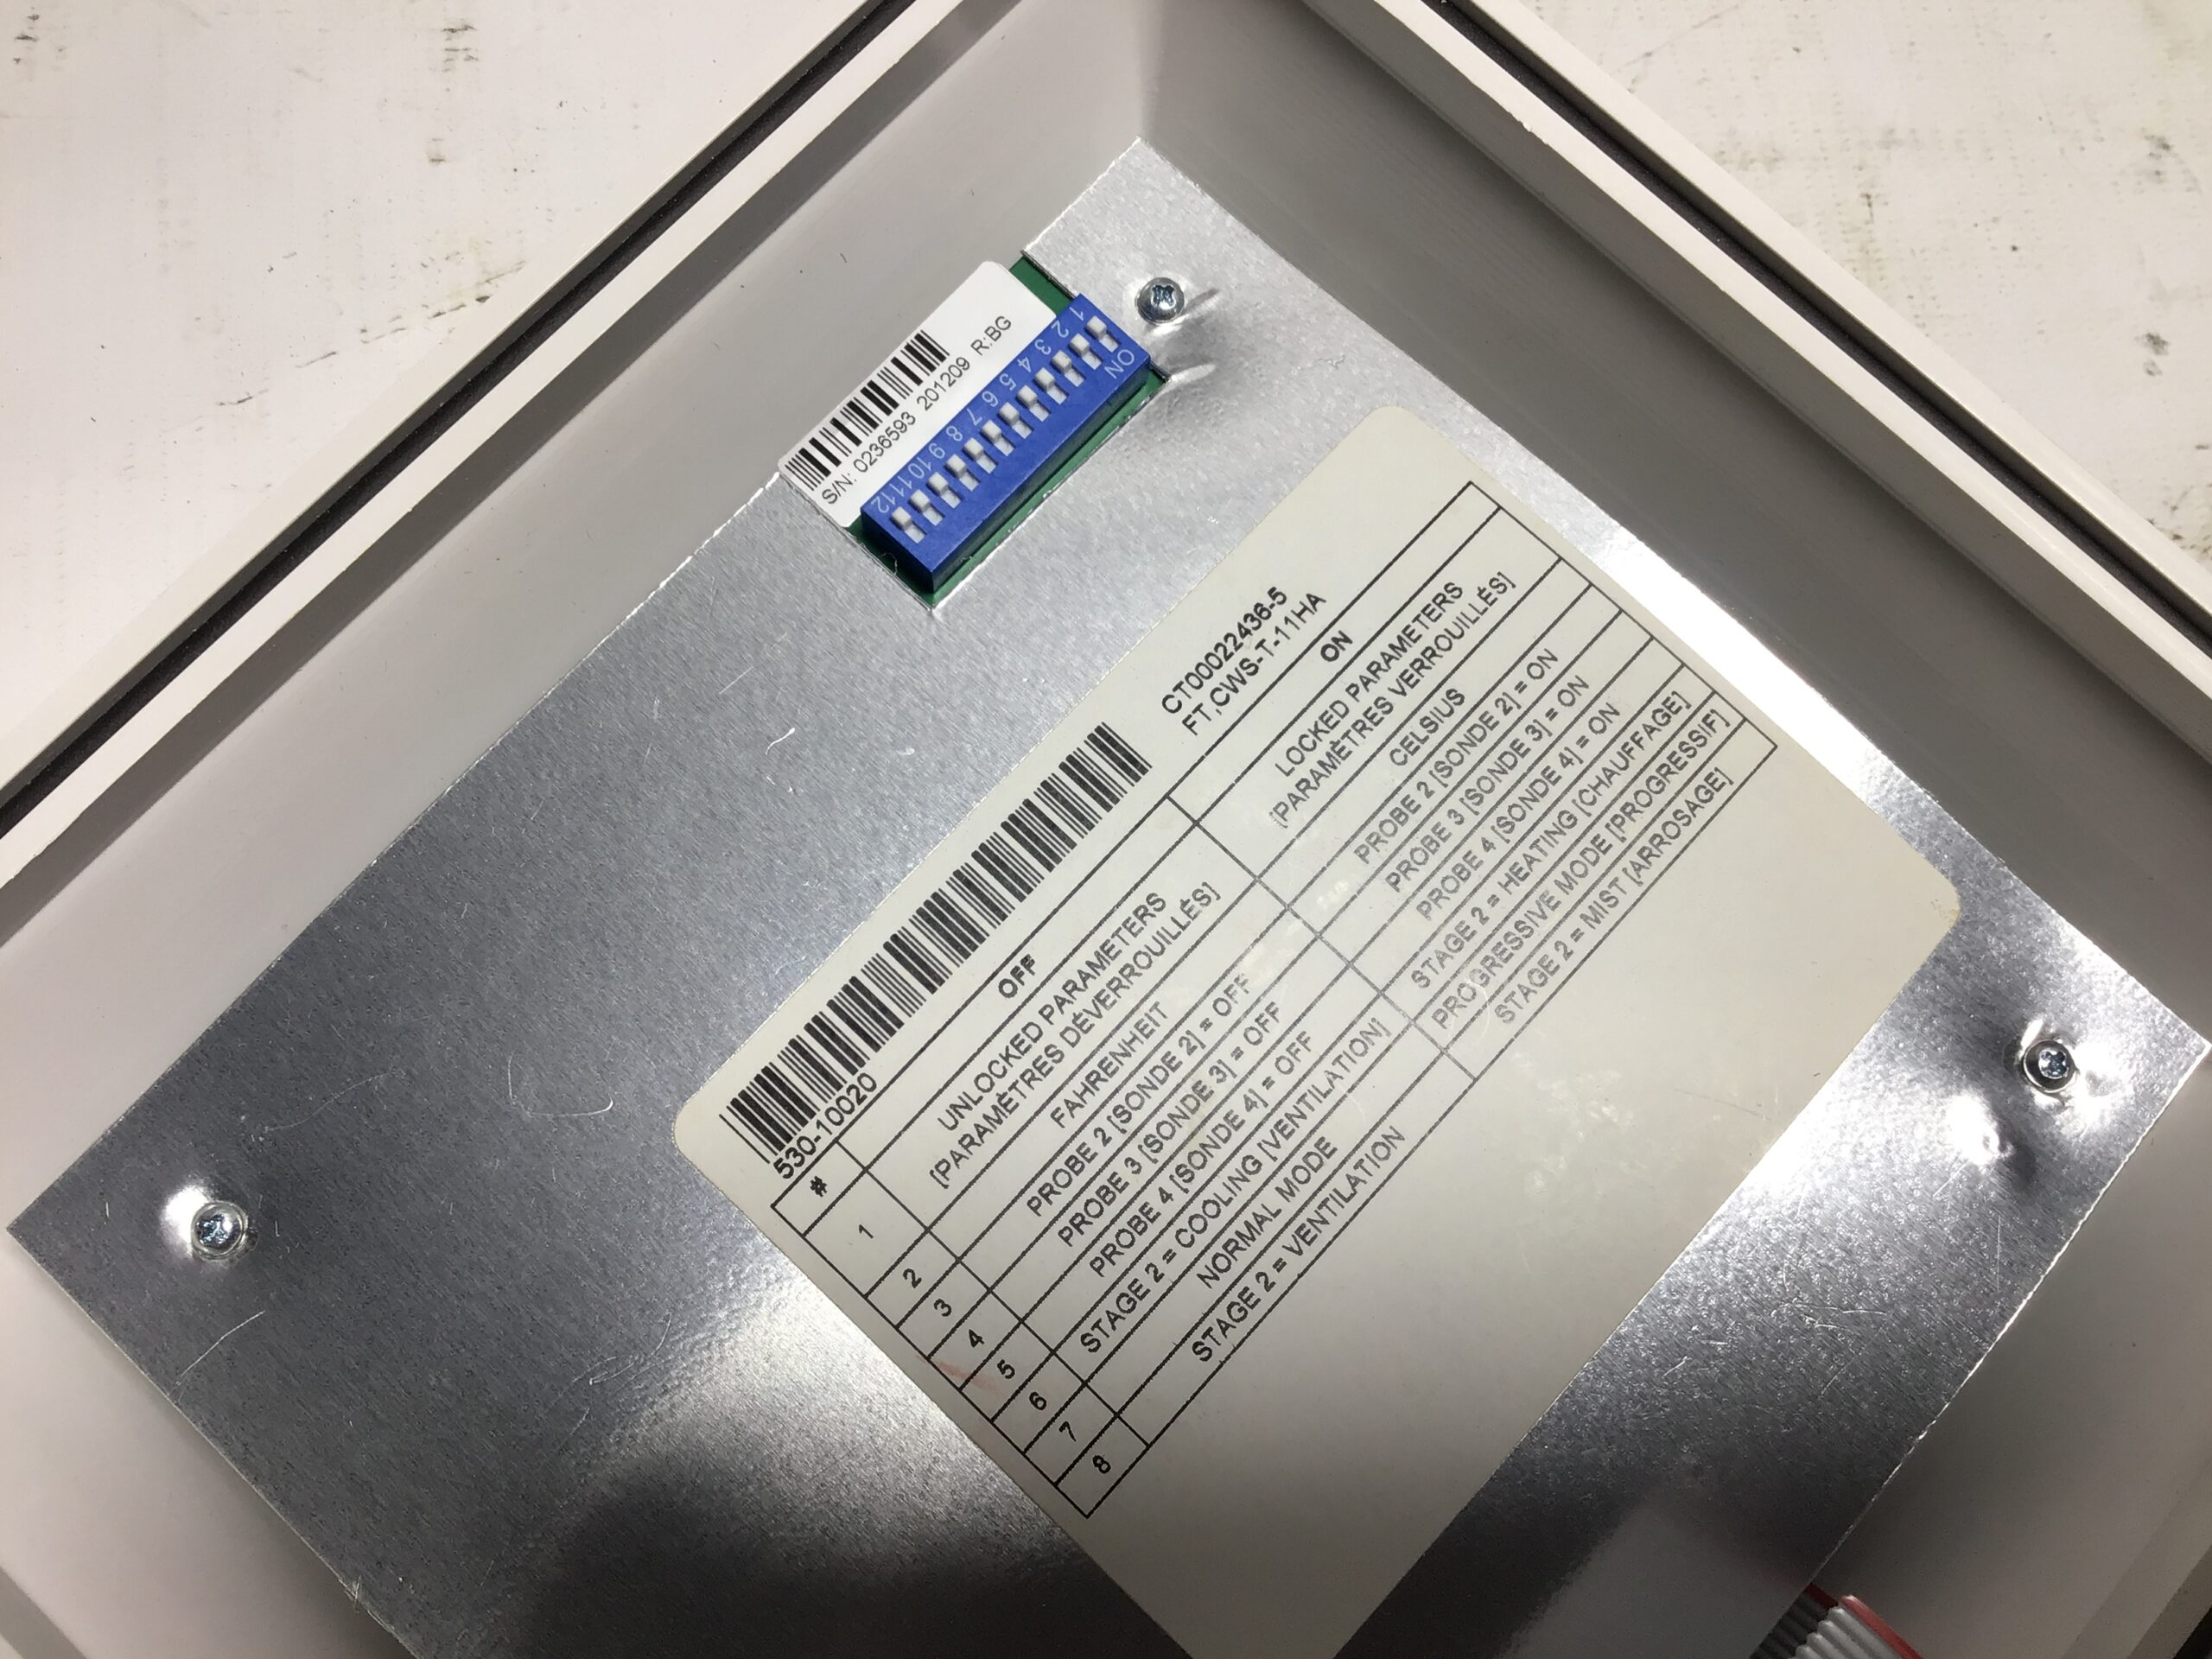 S/N: 0236593 201209 R:BG
ON
1 2 3 4 5 6 7 8 9 10 11 12
530-10020
CT00022436-5
FT,CWS-T-11HA
# OFF ON
1 UNLOCKED PARAMETERS [PARAMÈTRES DÉVERROUILLÉS] LOCKED PARAMETERS [PARAMÈTRES VERROUILLÉS]
2 FAHRENHEIT CELSIUS
3 PROBE 2 [SONDE 2] = OFF PROBE 2 [SONDE 2] = ON
4 PROBE 3 [SONDE 3] = OFF PROBE 3 [SONDE 3] = ON
5 PROBE 4 [SONDE 4] = OFF PROBE 4 [SONDE 4] = ON
6 STAGE 2 = COOLING [VENTILATION] STAGE 2 = HEATING [CHAUFFAGE]
7 NORMAL MODE PROGRESSIVE MODE [PROGRESSIF]
8 STAGE 2 = VENTILATION STAGE 2 = MIST [ARROSAGE]